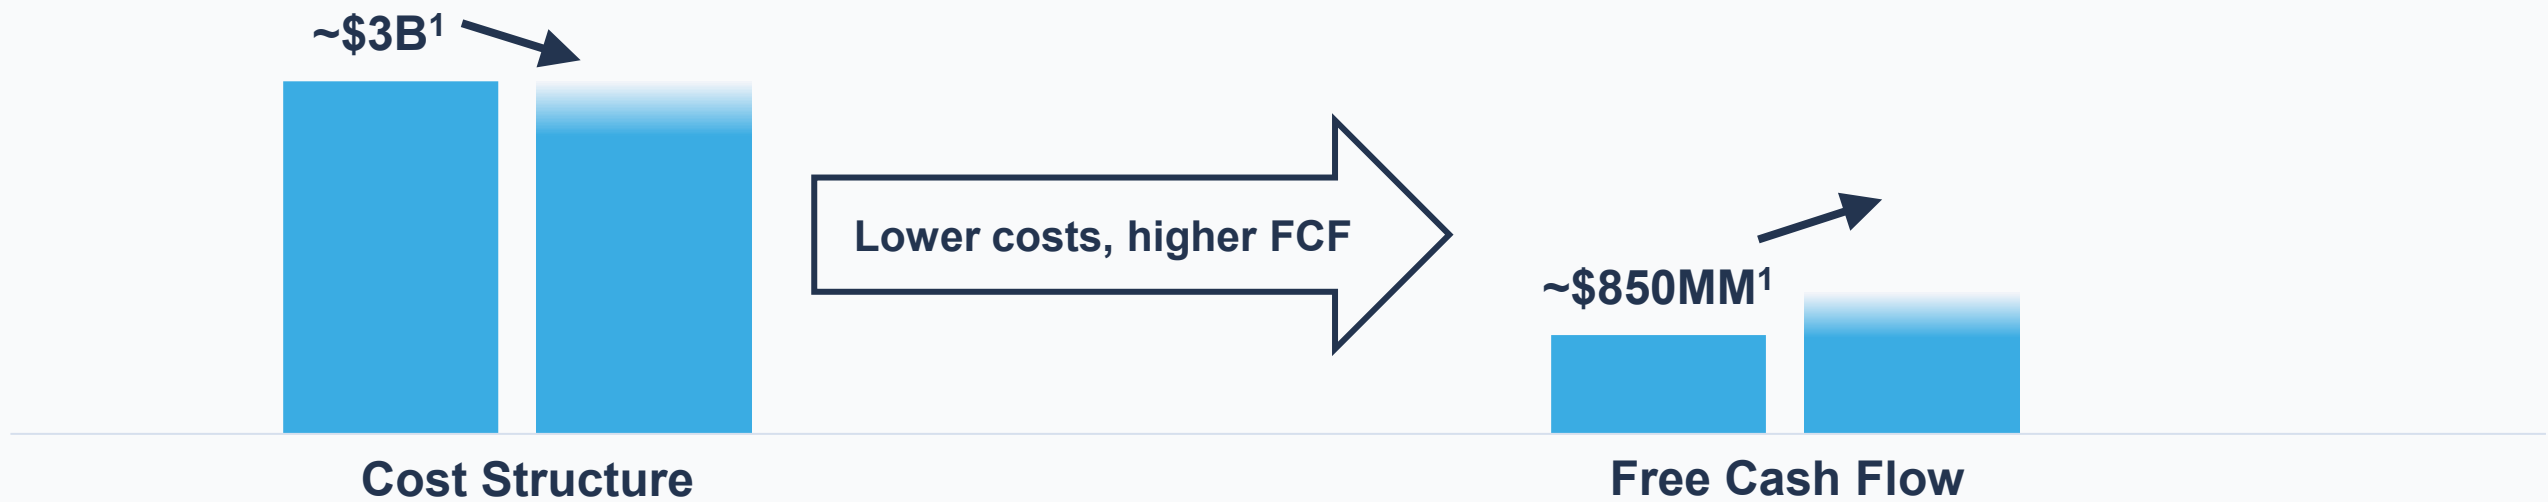 ~$3B¹
Lower costs, higher FCF
~$850MM¹
Cost Structure
Free Cash Flow